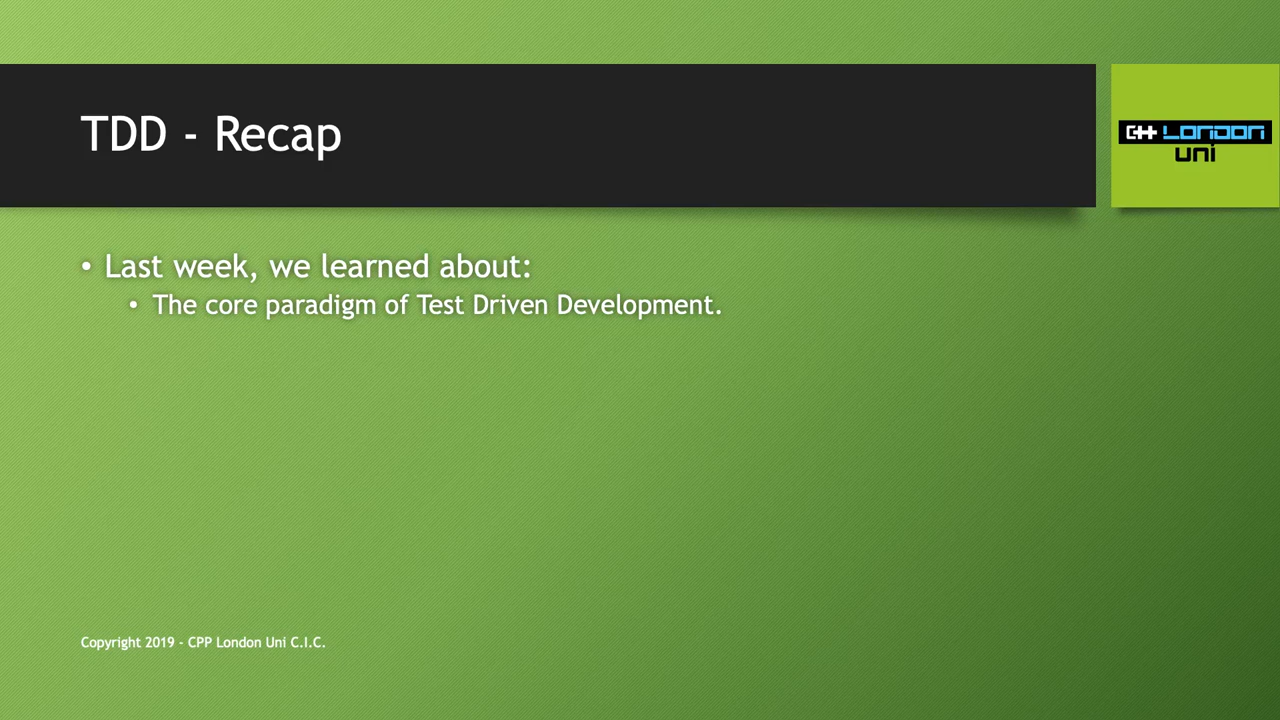 TDD - Recap
C++ London
uni
• Last week, we learned about:
• The core paradigm of Test Driven Development.
Copyright 2019 - CPP London Uni C.I.C.